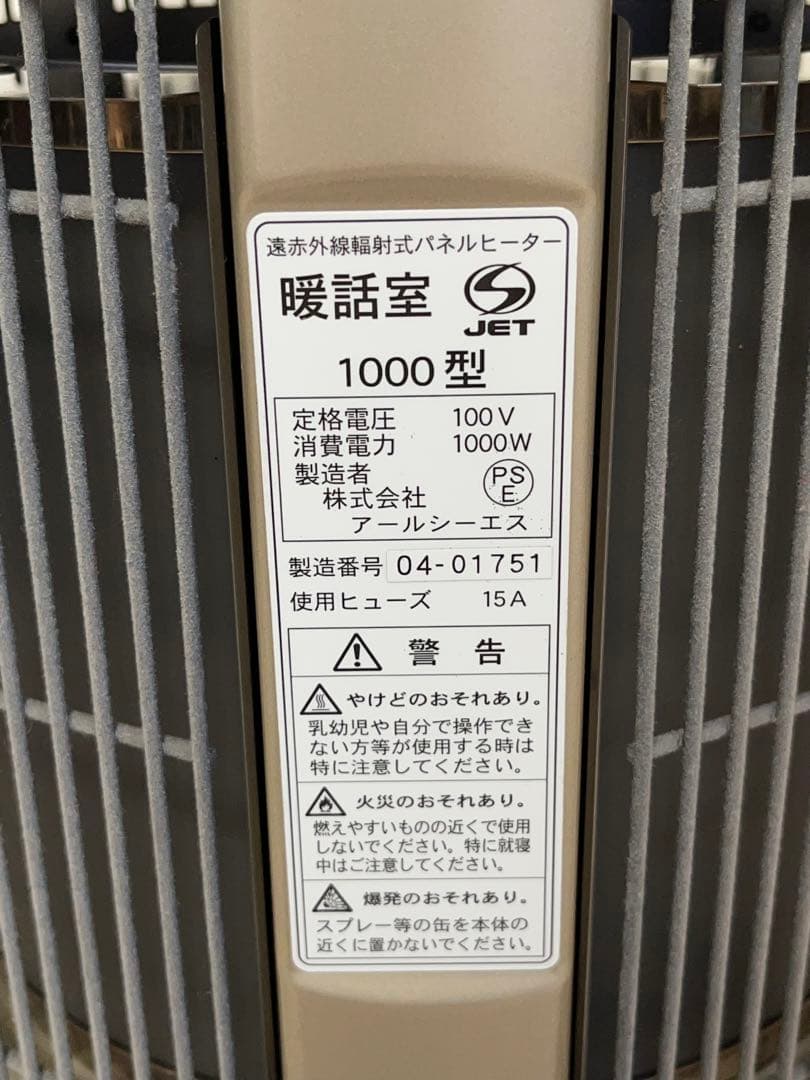 遠赤外線輻射式パネルヒーター
暖話室
JET
1000型
定格電圧 100V
消費電力 1000W
製造者
PS
E
株式会社
アールシーエス
製造番号 04-01751
使用ヒューズ 15A
警告
やけどのおそれあり。
乳幼児や自分で操作でき
ない方等が使用する時は
特に注意してください。
火災のおそれあり。
燃えやすいものの近くで使用
しないでください。特に就寝
中はご注意してください。
爆発のおそれあり。
スプレー等の缶を本体の
近くに置かないでください。